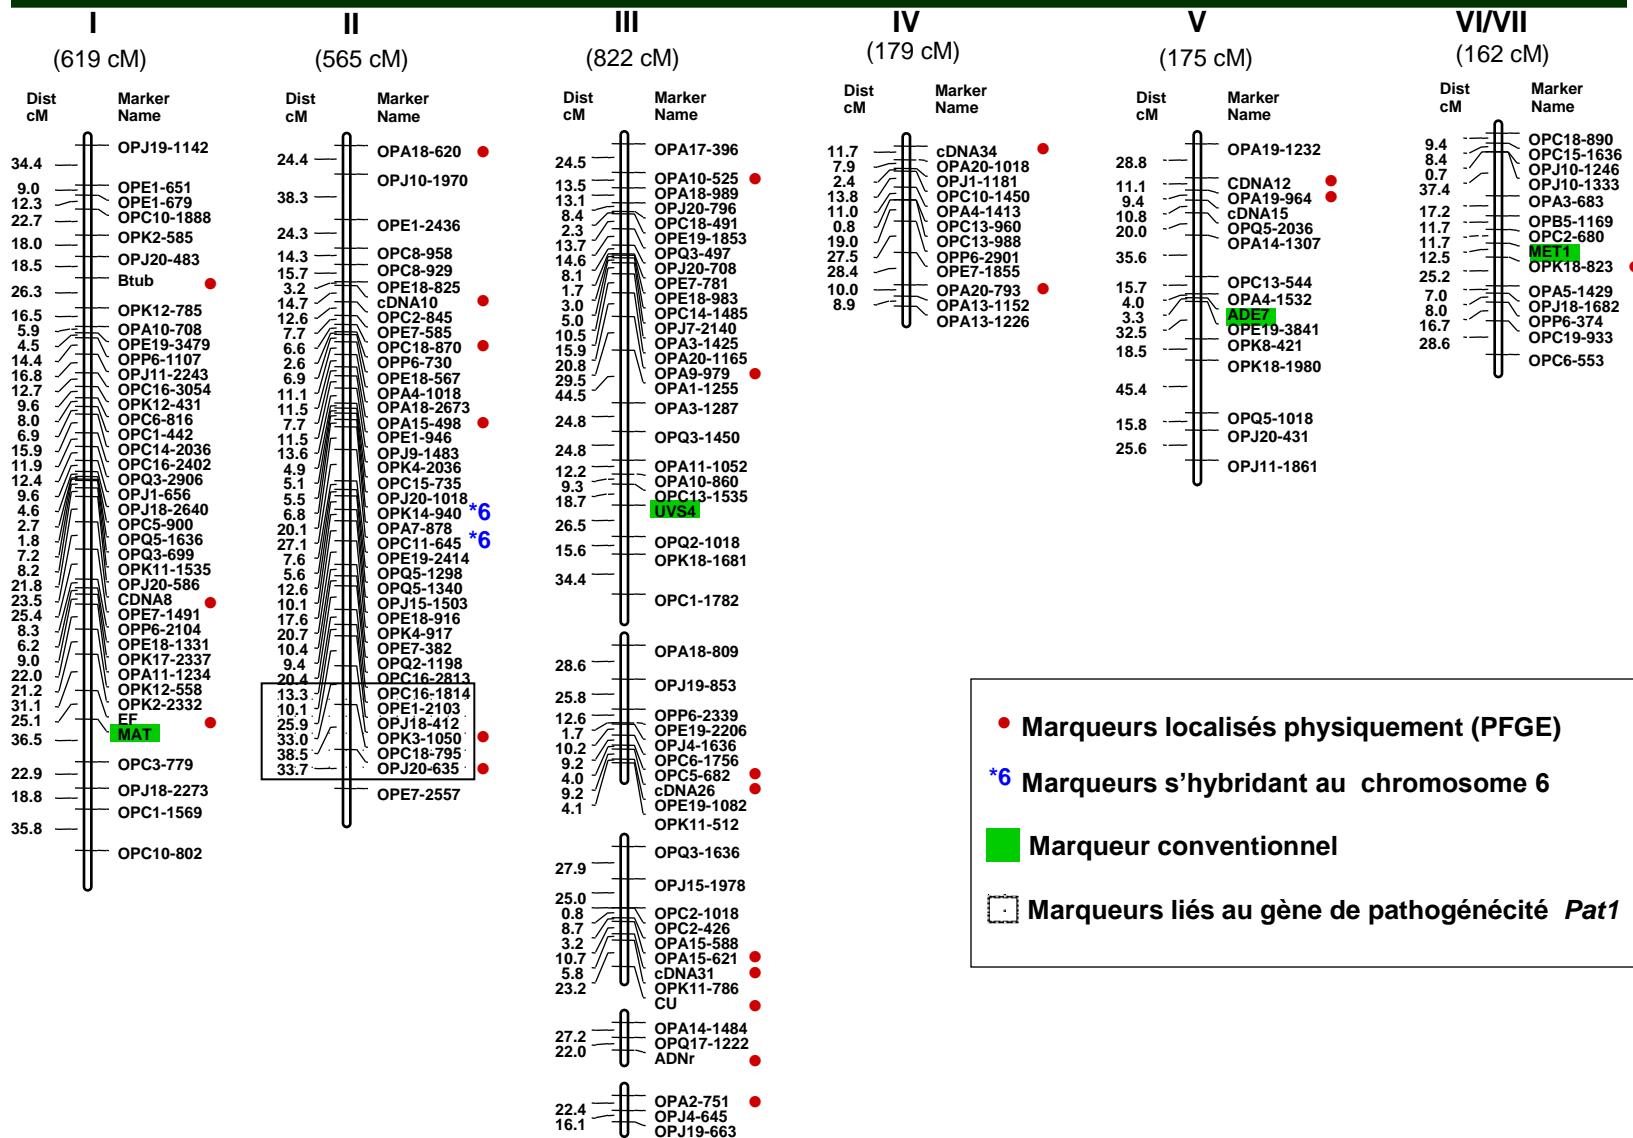 I
(619 cM)
Dist cM
Marker Name
34.4
9.0
12.3
22.7
18.0
18.5
26.3
16.5
5.9
4.5
14.4
16.8
12.7
9.6
8.0
6.9
15.9
11.9
12.4
9.6
4.6
2.7
1.8
7.2
8.2
21.8
23.5
25.4
8.3
6.2
9.0
22.0
21.2
31.1
25.1
36.5
22.9
18.8
35.8
OPJ19-1142
OPE1-651
OPE1-679
OPC10-1888
OPK2-585
OPJ20-483
Btub
OPK12-785
OPA10-708
OPE19-3479
OPP6-1107
OPJ11-2243
OPC16-3054
OPK12-431
OPC6-816
OPC1-442
OPC14-2036
OPC16-2402
OPQ3-2906
OPJ1-656
OPJ18-2640
OPC5-900
OPQ5-1636
OPQ3-699
OPK11-1535
OPJ20-586
CDNA8
OPE7-1491
OPP6-2104
OPE18-1331
OPK17-2337
OPA11-1234
OPK12-558
OPK2-2332
EF
MAT
OPC3-779
OPJ18-2273
OPC1-1569
OPC10-802
II
(565 cM)
Dist cM
Marker Name
24.4
38.3
24.3
14.3
15.7
3.2
14.7
12.6
7.7
6.6
2.6
6.9
11.1
11.5
7.7
11.5
13.6
4.9
5.1
5.5
6.8
20.1
27.1
7.6
5.6
12.6
10.1
17.6
20.7
10.4
9.4
20.4
13.3
10.1
25.9
33.0
38.5
33.7
OPA18-620
OPJ10-1970
OPE1-2436
OPC8-958
OPC8-929
OPE18-825
cDNA10
OPC2-845
OPE7-585
OPC18-870
OPP6-730
OPE18-567
OPA4-1018
OPA18-2673
OPA15-498
OPE1-946
OPJ9-1483
OPK4-2036
OPC15-735
OPJ20-1018
OPK14-940 *6
OPA7-878
OPC11-645 *6
OPE19-2414
OPQ5-1298
OPQ5-1340
OPJ15-1503
OPE18-916
OPK4-917
OPE7-382
OPQ2-1198
OPC16-2813
OPC16-1814
OPE1-2103
OPJ18-412
OPK3-1050
OPC18-795
OPJ20-635
OPE7-2557
III
(822 cM)
Dist cM
Marker Name
24.5
13.5
13.1
8.4
2.3
13.7
14.6
8.1
1.7
3.0
5.0
10.5
15.9
20.8
29.5
44.5
24.8
24.8
12.2
9.3
18.7
26.5
15.6
34.4
OPA17-396
OPA10-525
OPA18-989
OPJ20-796
OPC18-491
OPE19-1853
OPQ3-497
OPJ20-708
OPE7-781
OPE18-983
OPC14-1485
OPJ7-2140
OPA3-1425
OPA20-1165
OPA9-979
OPA1-1255
OPA3-1287
OPQ3-1450
OPA11-1052
OPA10-860
OPC13-1535
UVS4
OPQ2-1018
OPK18-1681
OPC1-1782
28.6
25.8
12.6
1.7
10.2
9.2
4.0
9.2
4.1
OPA18-809
OPJ19-853
OPP6-2339
OPE19-2206
OPJ4-1636
OPC6-1756
OPC5-682
cDNA26
OPE19-1082
OPK11-512
27.9
25.0
0.8
8.7
3.2
10.7
5.8
23.2
OPQ3-1636
OPJ15-1978
OPC2-1018
OPC2-426
OPA15-588
OPA15-621
cDNA31
OPK11-786
CU
27.2
22.0
OPA14-1484
OPQ17-1222
ADNr
22.4
16.1
OPA2-751
OPJ4-645
OPJ19-663
IV
(179 cM)
Dist cM
Marker Name
11.7
7.9
2.4
13.8
11.0
0.8
19.0
27.5
28.4
10.0
8.9
cDNA34
OPA20-1018
OPJ1-1181
OPC10-1450
OPA4-1413
OPC13-960
OPC13-988
OPP6-2901
OPE7-1855
OPA20-793
OPA13-1152
OPA13-1226
V
(175 cM)
Dist cM
Marker Name
28.8
11.1
9.4
10.8
20.0
35.6
15.7
4.0
3.3
32.5
18.5
45.4
15.8
25.6
OPA19-1232
CDNA12
OPA19-964
cDNA15
OPQ5-2036
OPA14-1307
OPC13-544
OPA4-1532
ADE7
OPE19-3841
OPK8-421
OPK18-1980
OPQ5-1018
OPJ20-431
OPJ11-1861
VI/VII
(162 cM)
Dist cM
Marker Name
9.4
8.4
0.7
37.4
17.2
11.7
11.7
12.5
25.2
7.0
8.0
16.7
28.6
OPC18-890
OPC15-1636
OPJ10-1246
OPJ10-1333
OPA3-683
OPB5-1169
OPC2-680
MET1
OPK18-823
OPA5-1429
OPJ18-1682
OPP6-374
OPC19-933
OPC6-553
Marqueurs localisés physiquement (PFGE)
*6 Marqueurs s'hybridant au chromosome 6
Marqueur conventionnel
Marqueurs liés au gène de pathogénécité Pat1